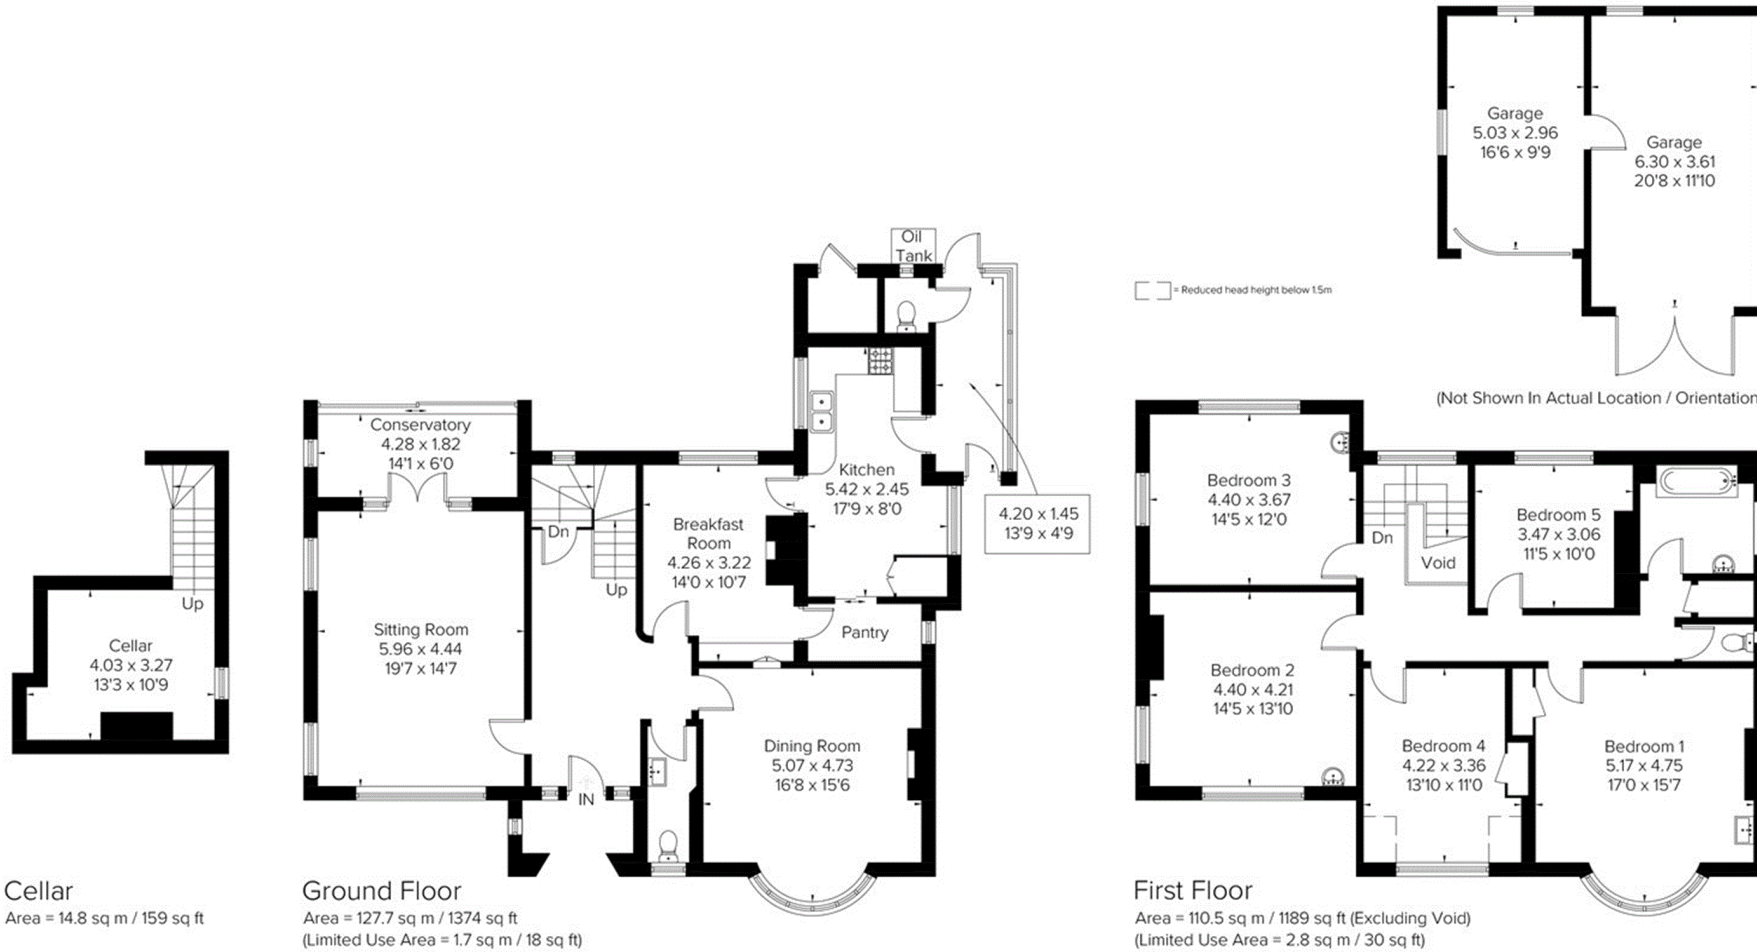 Garage
5.03 x 2.96
16'6 x 9'9
Garage
6.30 x 3.61
20'8 x 11'10
(Not Shown In Actual Location / Orientation
= Reduced head height below 1.5m
Up
Cellar
4.03 x 3.27
13'3 x 10'9
Cellar
Area = 14.8 sq m / 159 sq ft
Oil
Tank
Conservatory
4.28 x 1.82
14'1 x 6'0
Kitchen
5.42 x 2.45
17'9 x 8'0
4.20 x 1.45
13'9 x 4'9
Dn
Up
Breakfast
Room
4.26 x 3.22
14'0 x 10'7
Pantry
Sitting Room
5.96 x 4.44
19'7 x 14'7
Dining Room
5.07 x 4.73
16'8 x 15'6
IN
Ground Floor
Area = 127.7 sq m / 1374 sq ft
(Limited Use Area = 1.7 sq m / 18 sq ft)
Bedroom 3
4.40 x 3.67
14'5 x 12'0
Dn
Void
Bedroom 5
3.47 x 3.06
11'5 x 10'0
Bedroom 2
4.40 x 4.21
14'5 x 13'10
Bedroom 4
4.22 x 3.36
13'10 x 11'0
Bedroom 1
5.17 x 4.75
17'0 x 15'7
First Floor
Area = 110.5 sq m / 1189 sq ft (Excluding Void)
(Limited Use Area = 2.8 sq m / 30 sq ft)